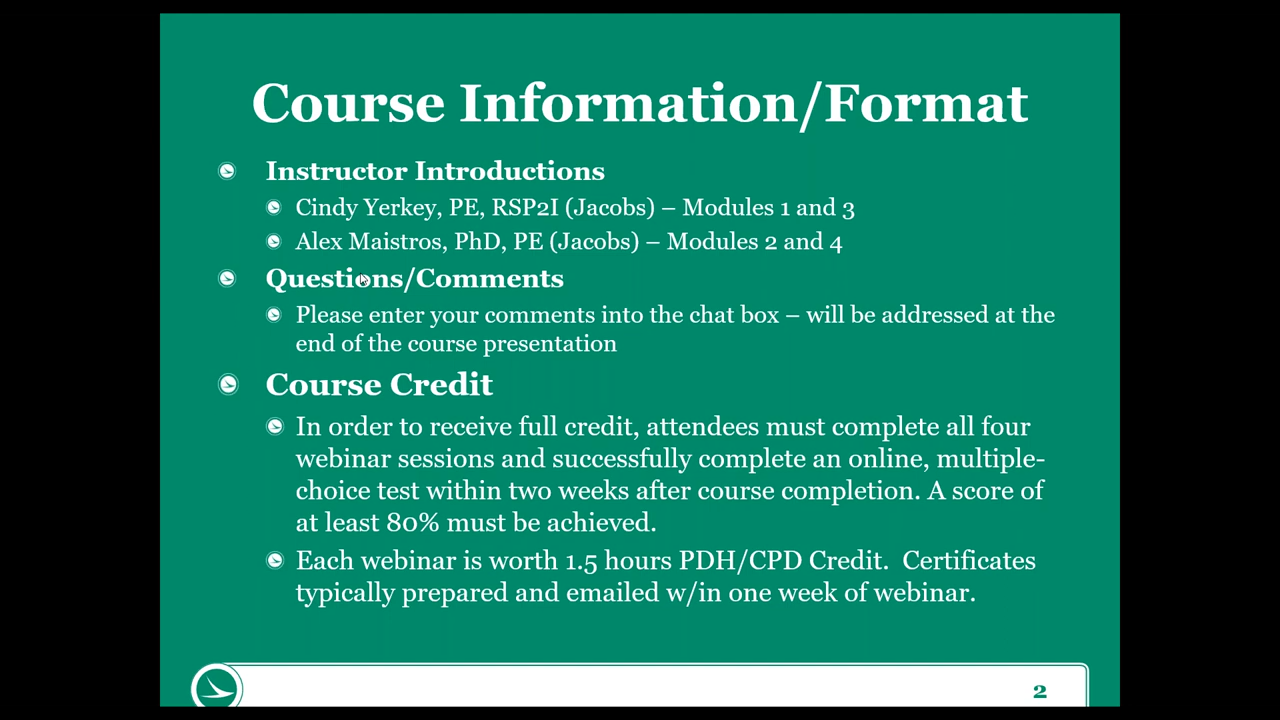 Course Information/Format
Instructor Introductions
Cindy Yerkey, PE, RSP2I (Jacobs) – Modules 1 and 3
Alex Maistros, PhD, PE (Jacobs) – Modules 2 and 4
Questions/Comments
Please enter your comments into the chat box – will be addressed at the
end of the course presentation
Course Credit
In order to receive full credit, attendees must complete all four
webinar sessions and successfully complete an online, multiple-
choice test within two weeks after course completion. A score of
at least 80% must be achieved.
Each webinar is worth 1.5 hours PDH/CPD Credit.  Certificates
typically prepared and emailed w/in one week of webinar.
2